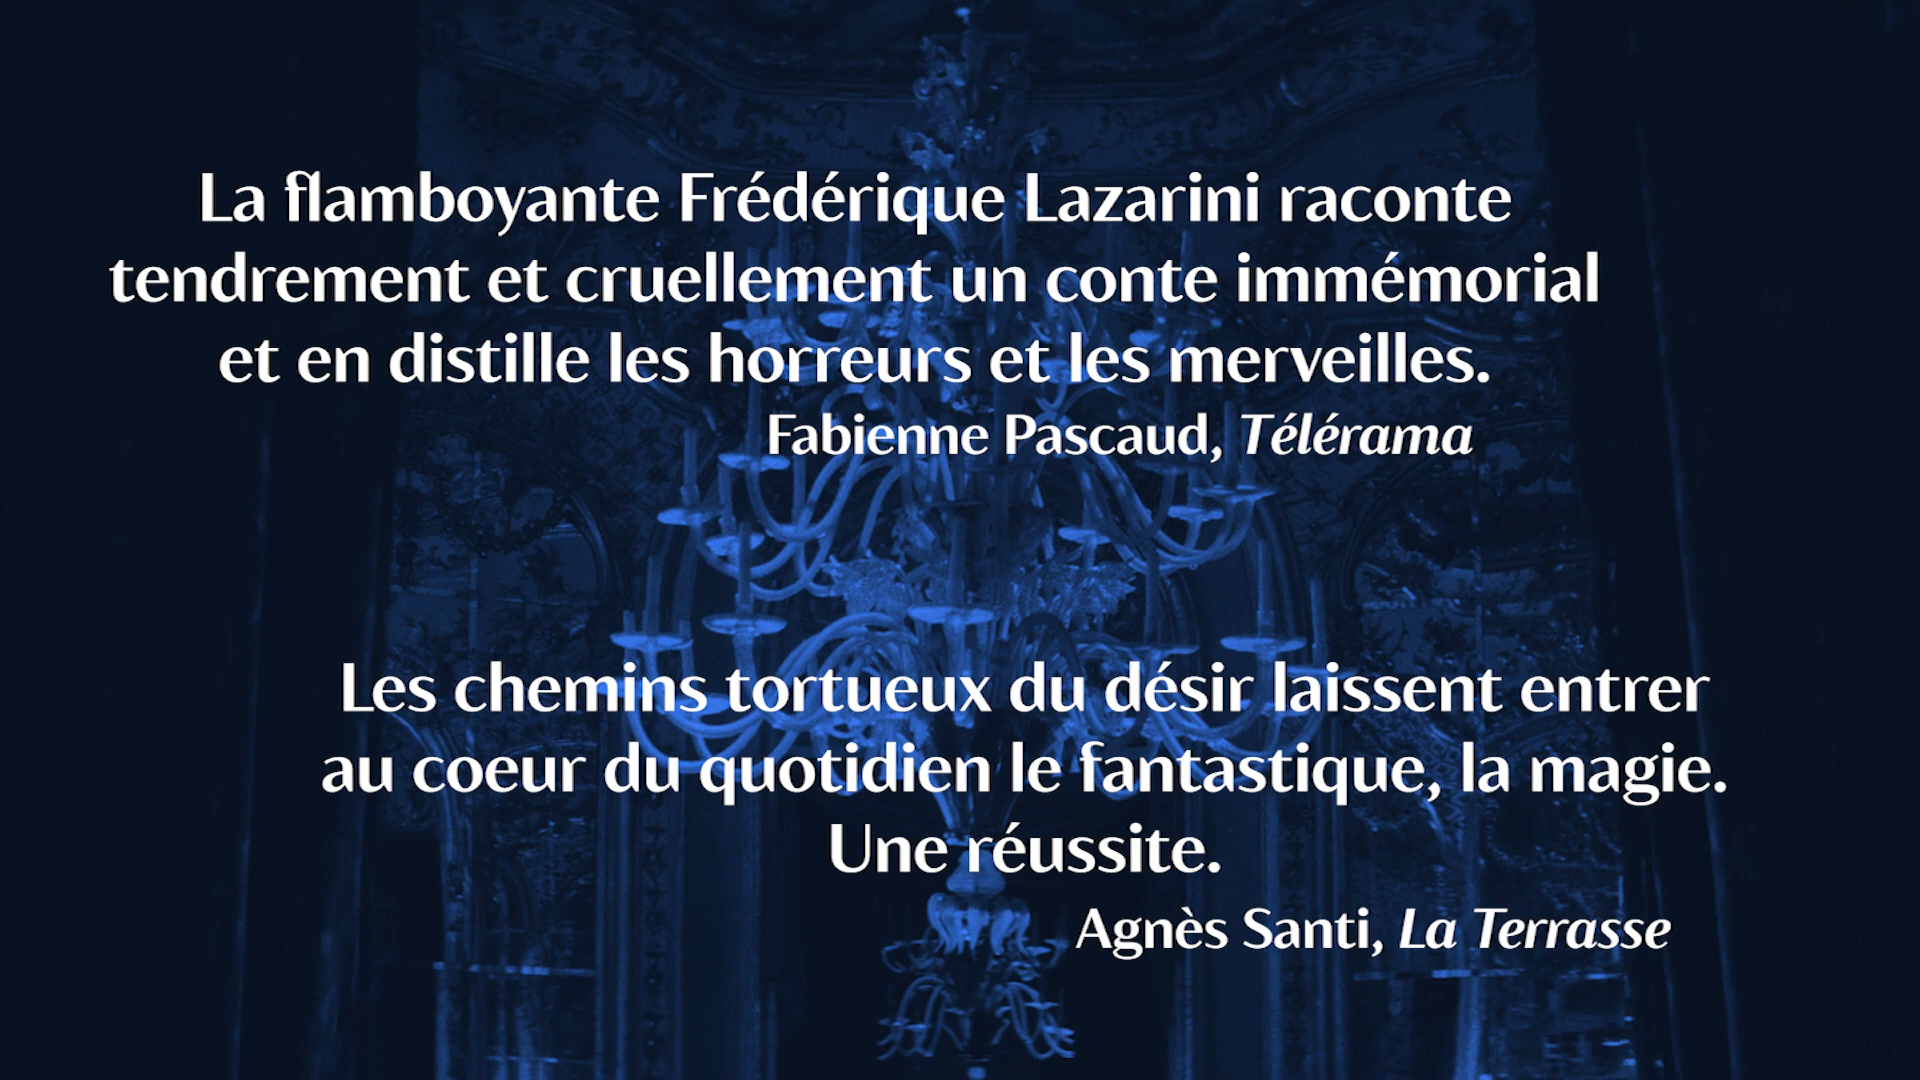 La flamboyante Frédérique Lazarini raconte
tendrement et cruellement un conte immémorial
et en distille les horreurs et les merveilles.
Fabienne Pascaud, Télérama
Les chemins tortueux du désir laissent entrer
au coeur du quotidien le fantastique, la magie.
Une réussite.
Agnès Santi, La Terrasse